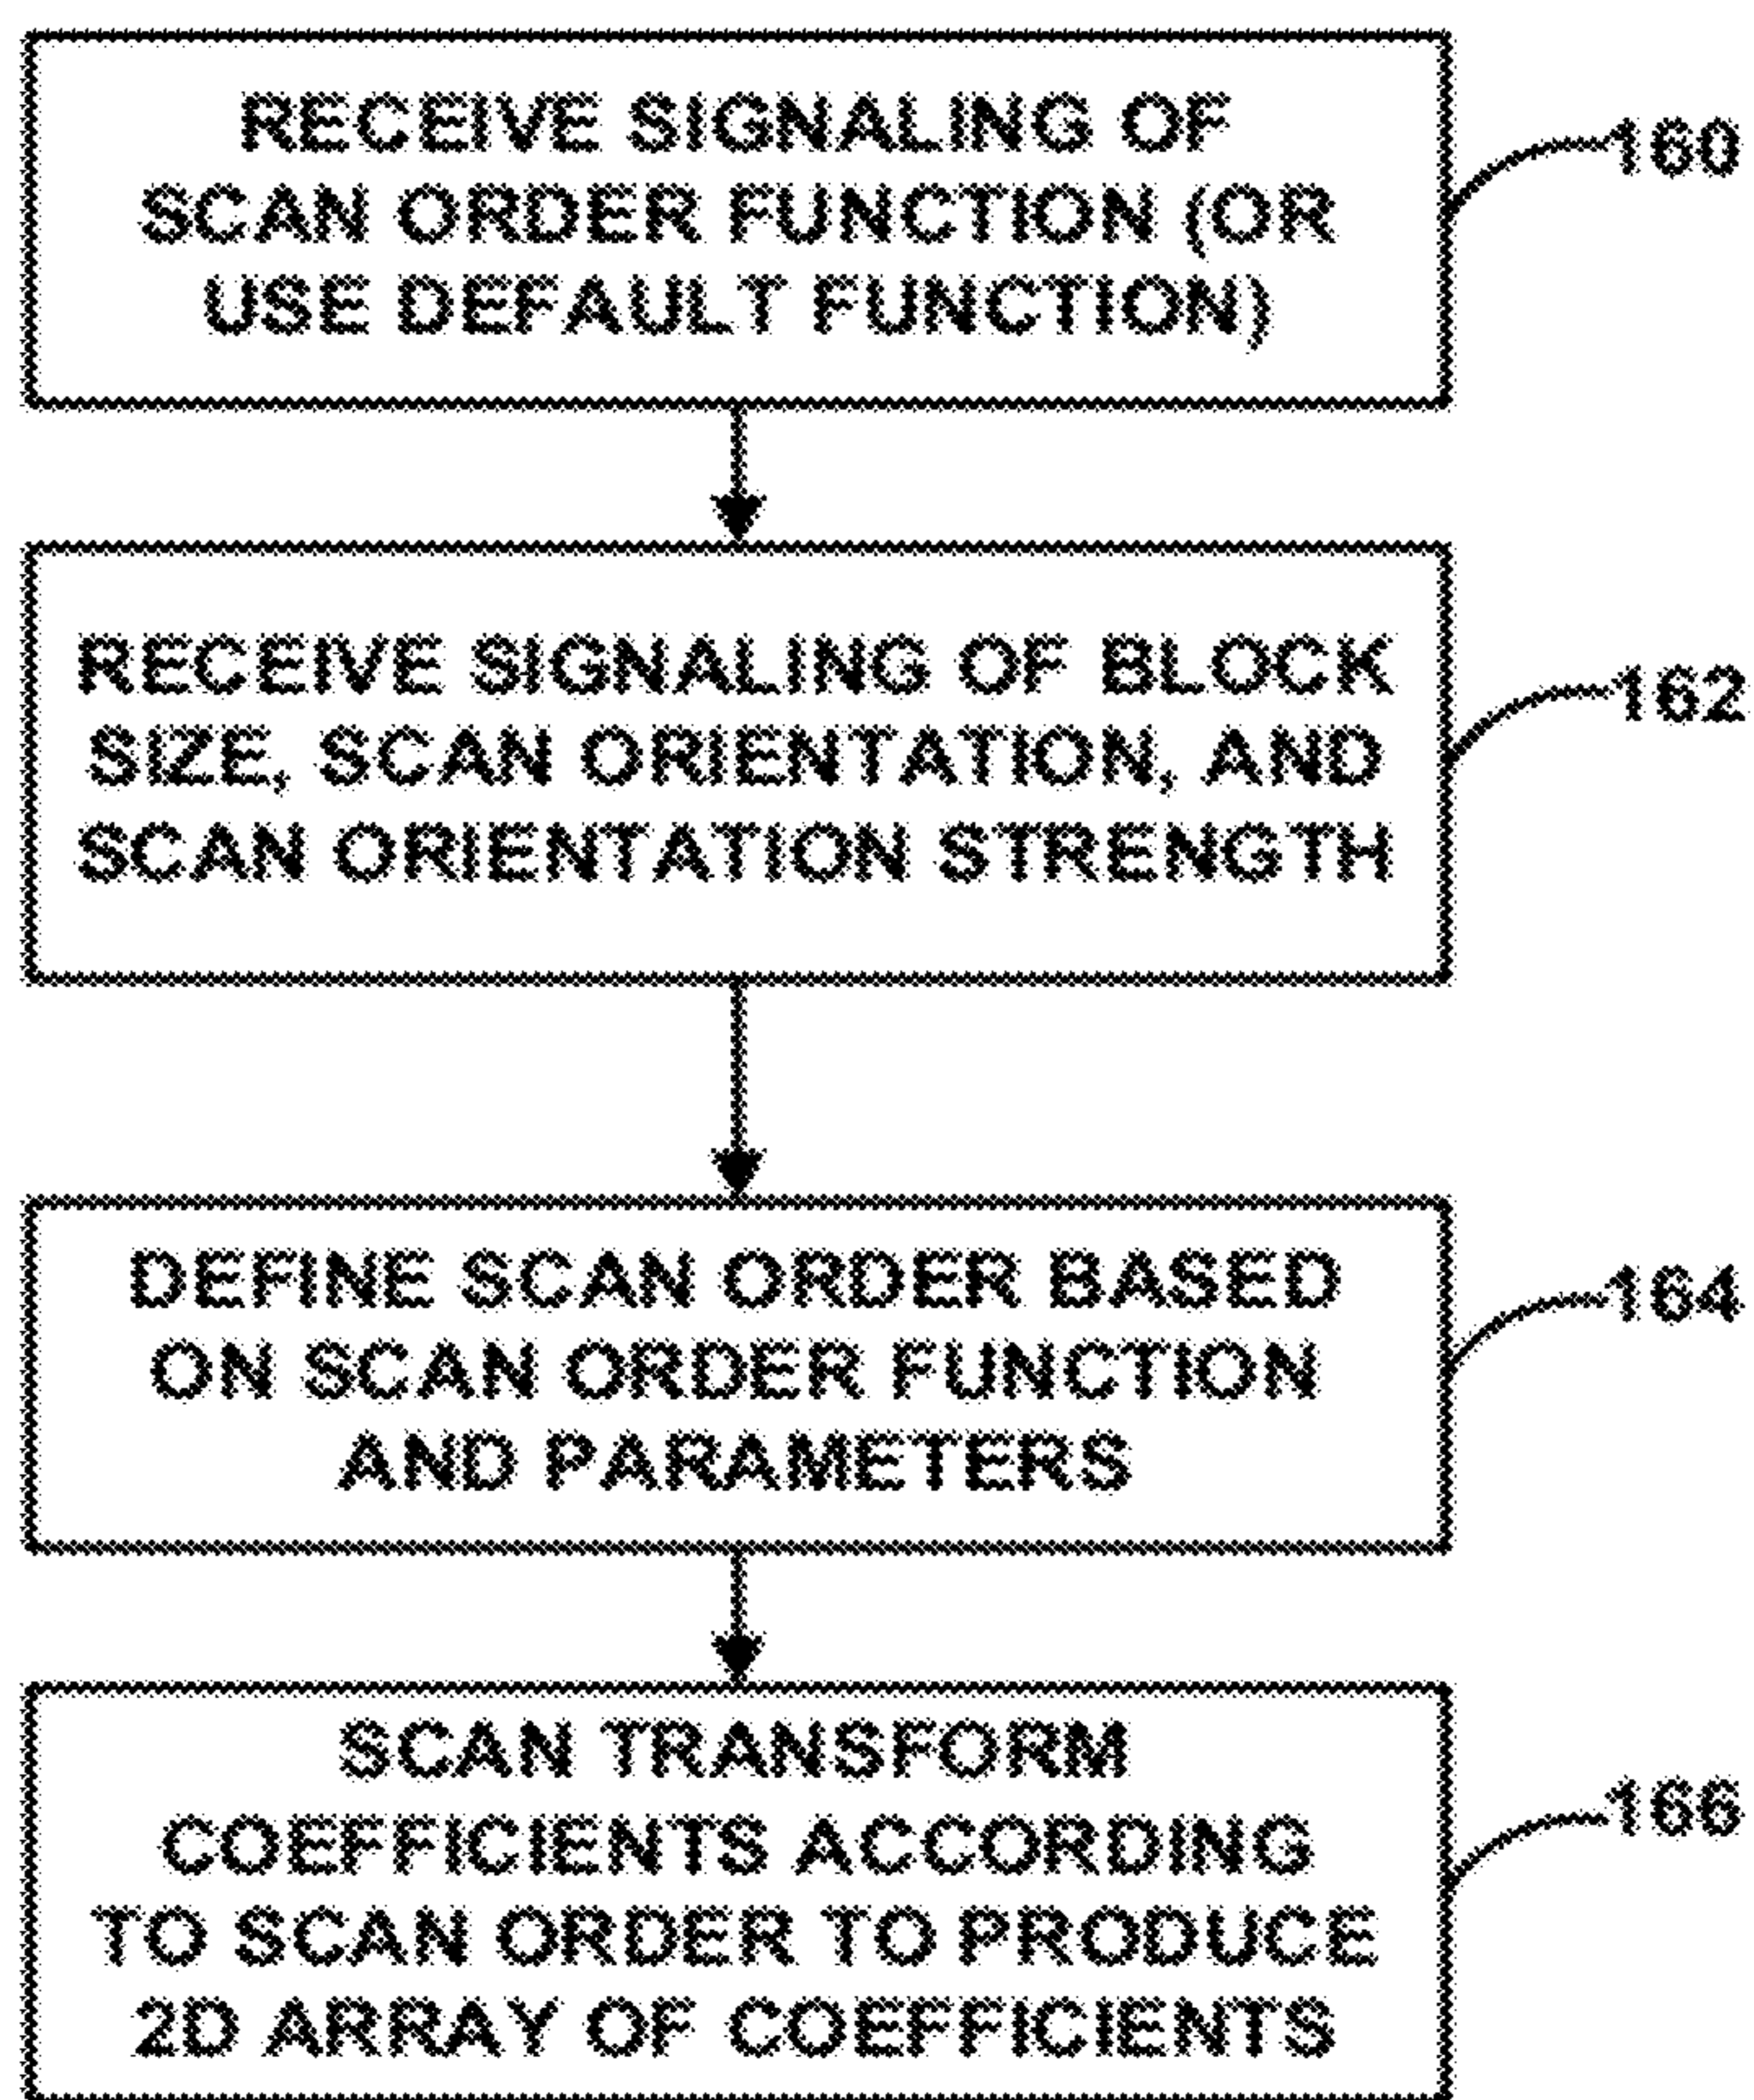 RECEIVE SIGNALING OF
SCAN ORDER FUNCTION (OR
USE DEFAULT FUNCTION)
160
RECEIVE SIGNALING OF BLOCK
SIZE, SCAN ORIENTATION, AND
SCAN ORIENTATION STRENGTH
162
DEFINE SCAN ORDER BASED
ON SCAN ORDER FUNCTION
AND PARAMETERS
164
SCAN TRANSFORM
COEFFICIENTS ACCORDING
TO SCAN ORDER TO PRODUCE
2D ARRAY OF COEFFICIENTS
166